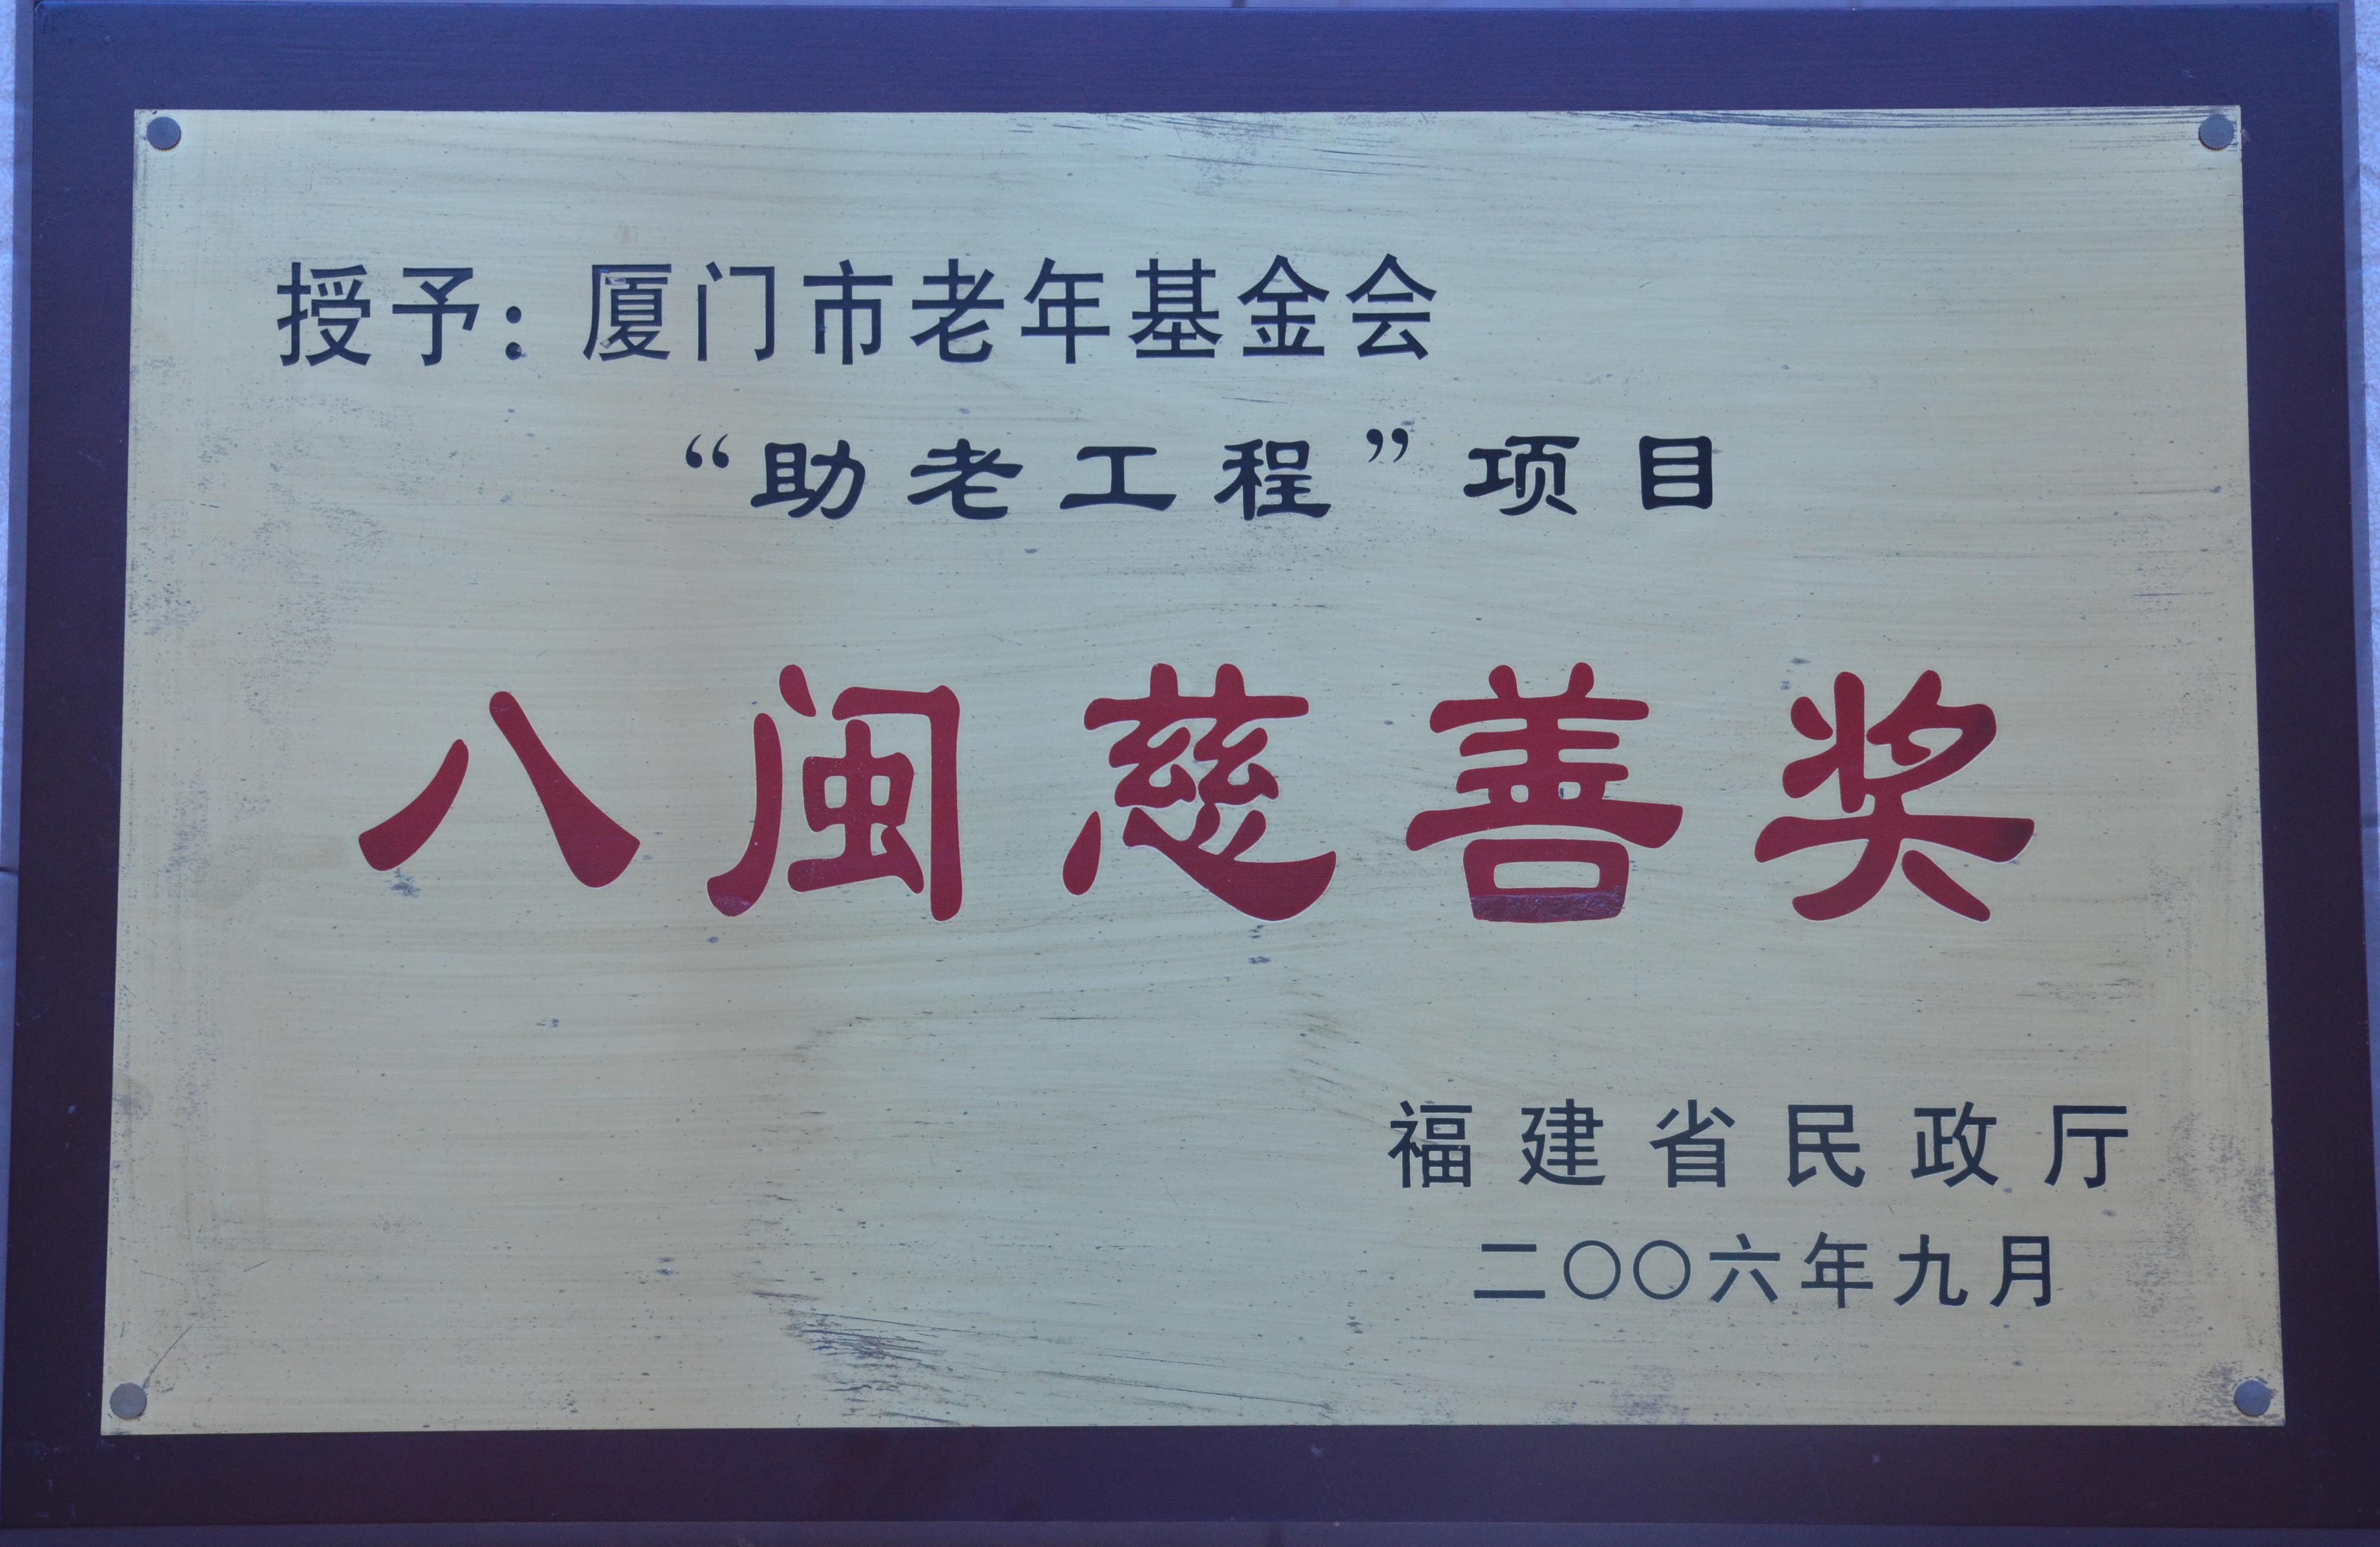 授予：厦门市老年基金会
“助老工程”项目
八闽慈善奖
福建省民政厅
二〇〇六年九月